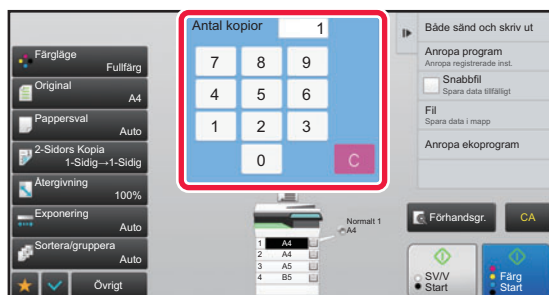 Färgläge
Fullfärg
Original
A4
Pappersval
Auto
2-Sidors Kopia
1-Sidig→1-Sidig
Återgivning
100%
Exponering
Auto
Sortera/gruppera
Auto
Övrigt
Antal kopior 1
7 8 9
4 5 6
1 2 3
0 C
Normalt 1
A4
1 A4
2 A4
3 A5
4 B5
Både sänd och skriv ut
Anropa program
Anropa registrerade inst.
Snabbfil
Spara data tillfälligt
Fil
Spara data i mapp
Anropa ekoprogram
Förhandsgr. CA
SV/V
Start
Färg
Start